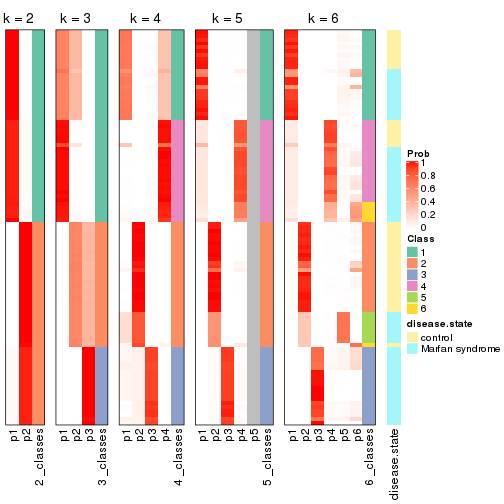 k = 2
k = 3
k = 4
k = 5
k = 6
Prob
1
0.8
0.6
0.4
0.2
0
Class
1
2
3
4
5
6
disease.state
control
Marfan syndrome
p1
p2
2_classes
p1
p2
p3
3_classes
p1
p2
p3
p4
4_classes
p1
p2
p3
p4
p5
5_classes
p1
p2
p3
p4
p5
p6
6_classes
disease.state